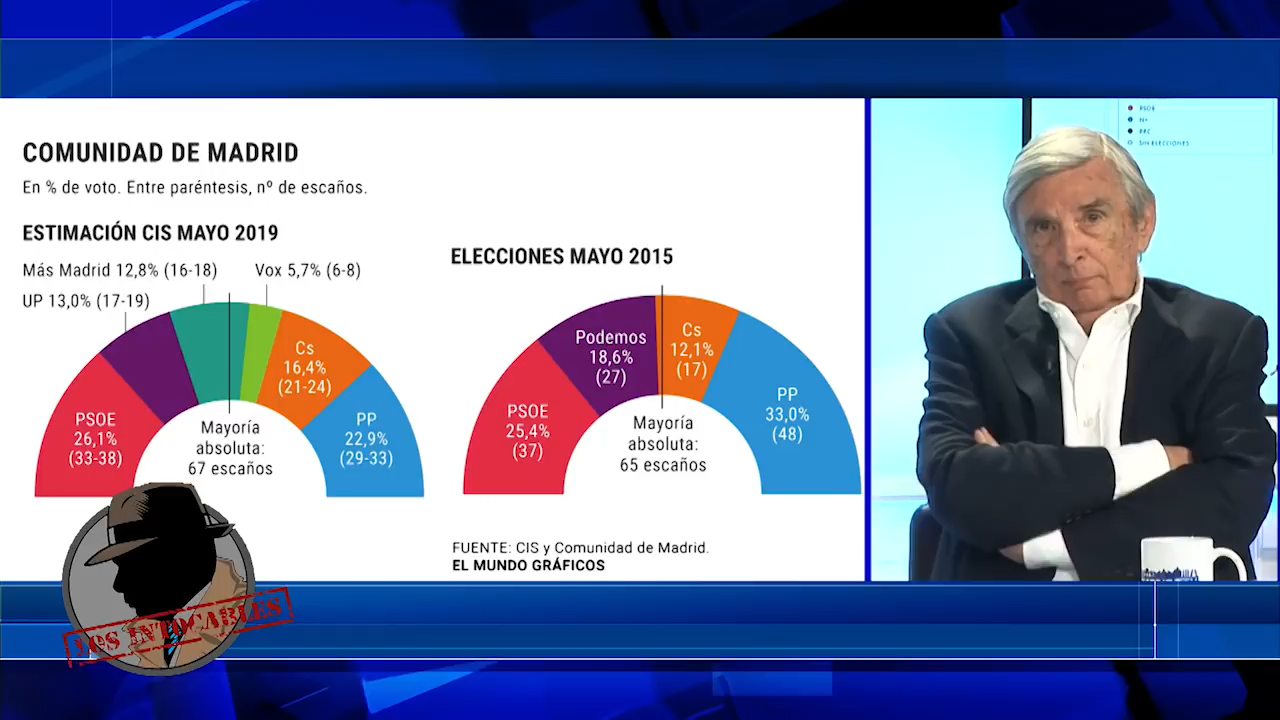 COMUNIDAD DE MADRID
En % de voto. Entre paréntesis, nº de escaños.
ESTIMACIÓN CIS MAYO 2019
Más Madrid 12,8% (16-18)
Vox 5,7% (6-8)
UP 13,0% (17-19)
Cs
16,4%
(21-24)
PSOE
26,1%
(33-38)
PP
22,9%
(29-33)
Mayoría
absoluta:
67 escaños
ELECCIONES MAYO 2015
Podemos
18,6%
(27)
Cs
12,1%
(17)
PSOE
25,4%
(37)
PP
33,0%
(48)
Mayoría
absoluta:
65 escaños
FUENTE: CIS y Comunidad de Madrid.
EL MUNDO GRÁFICOS
PSOE
N+
PRC
SIN ELECCIONES
LOS INTOCABLES